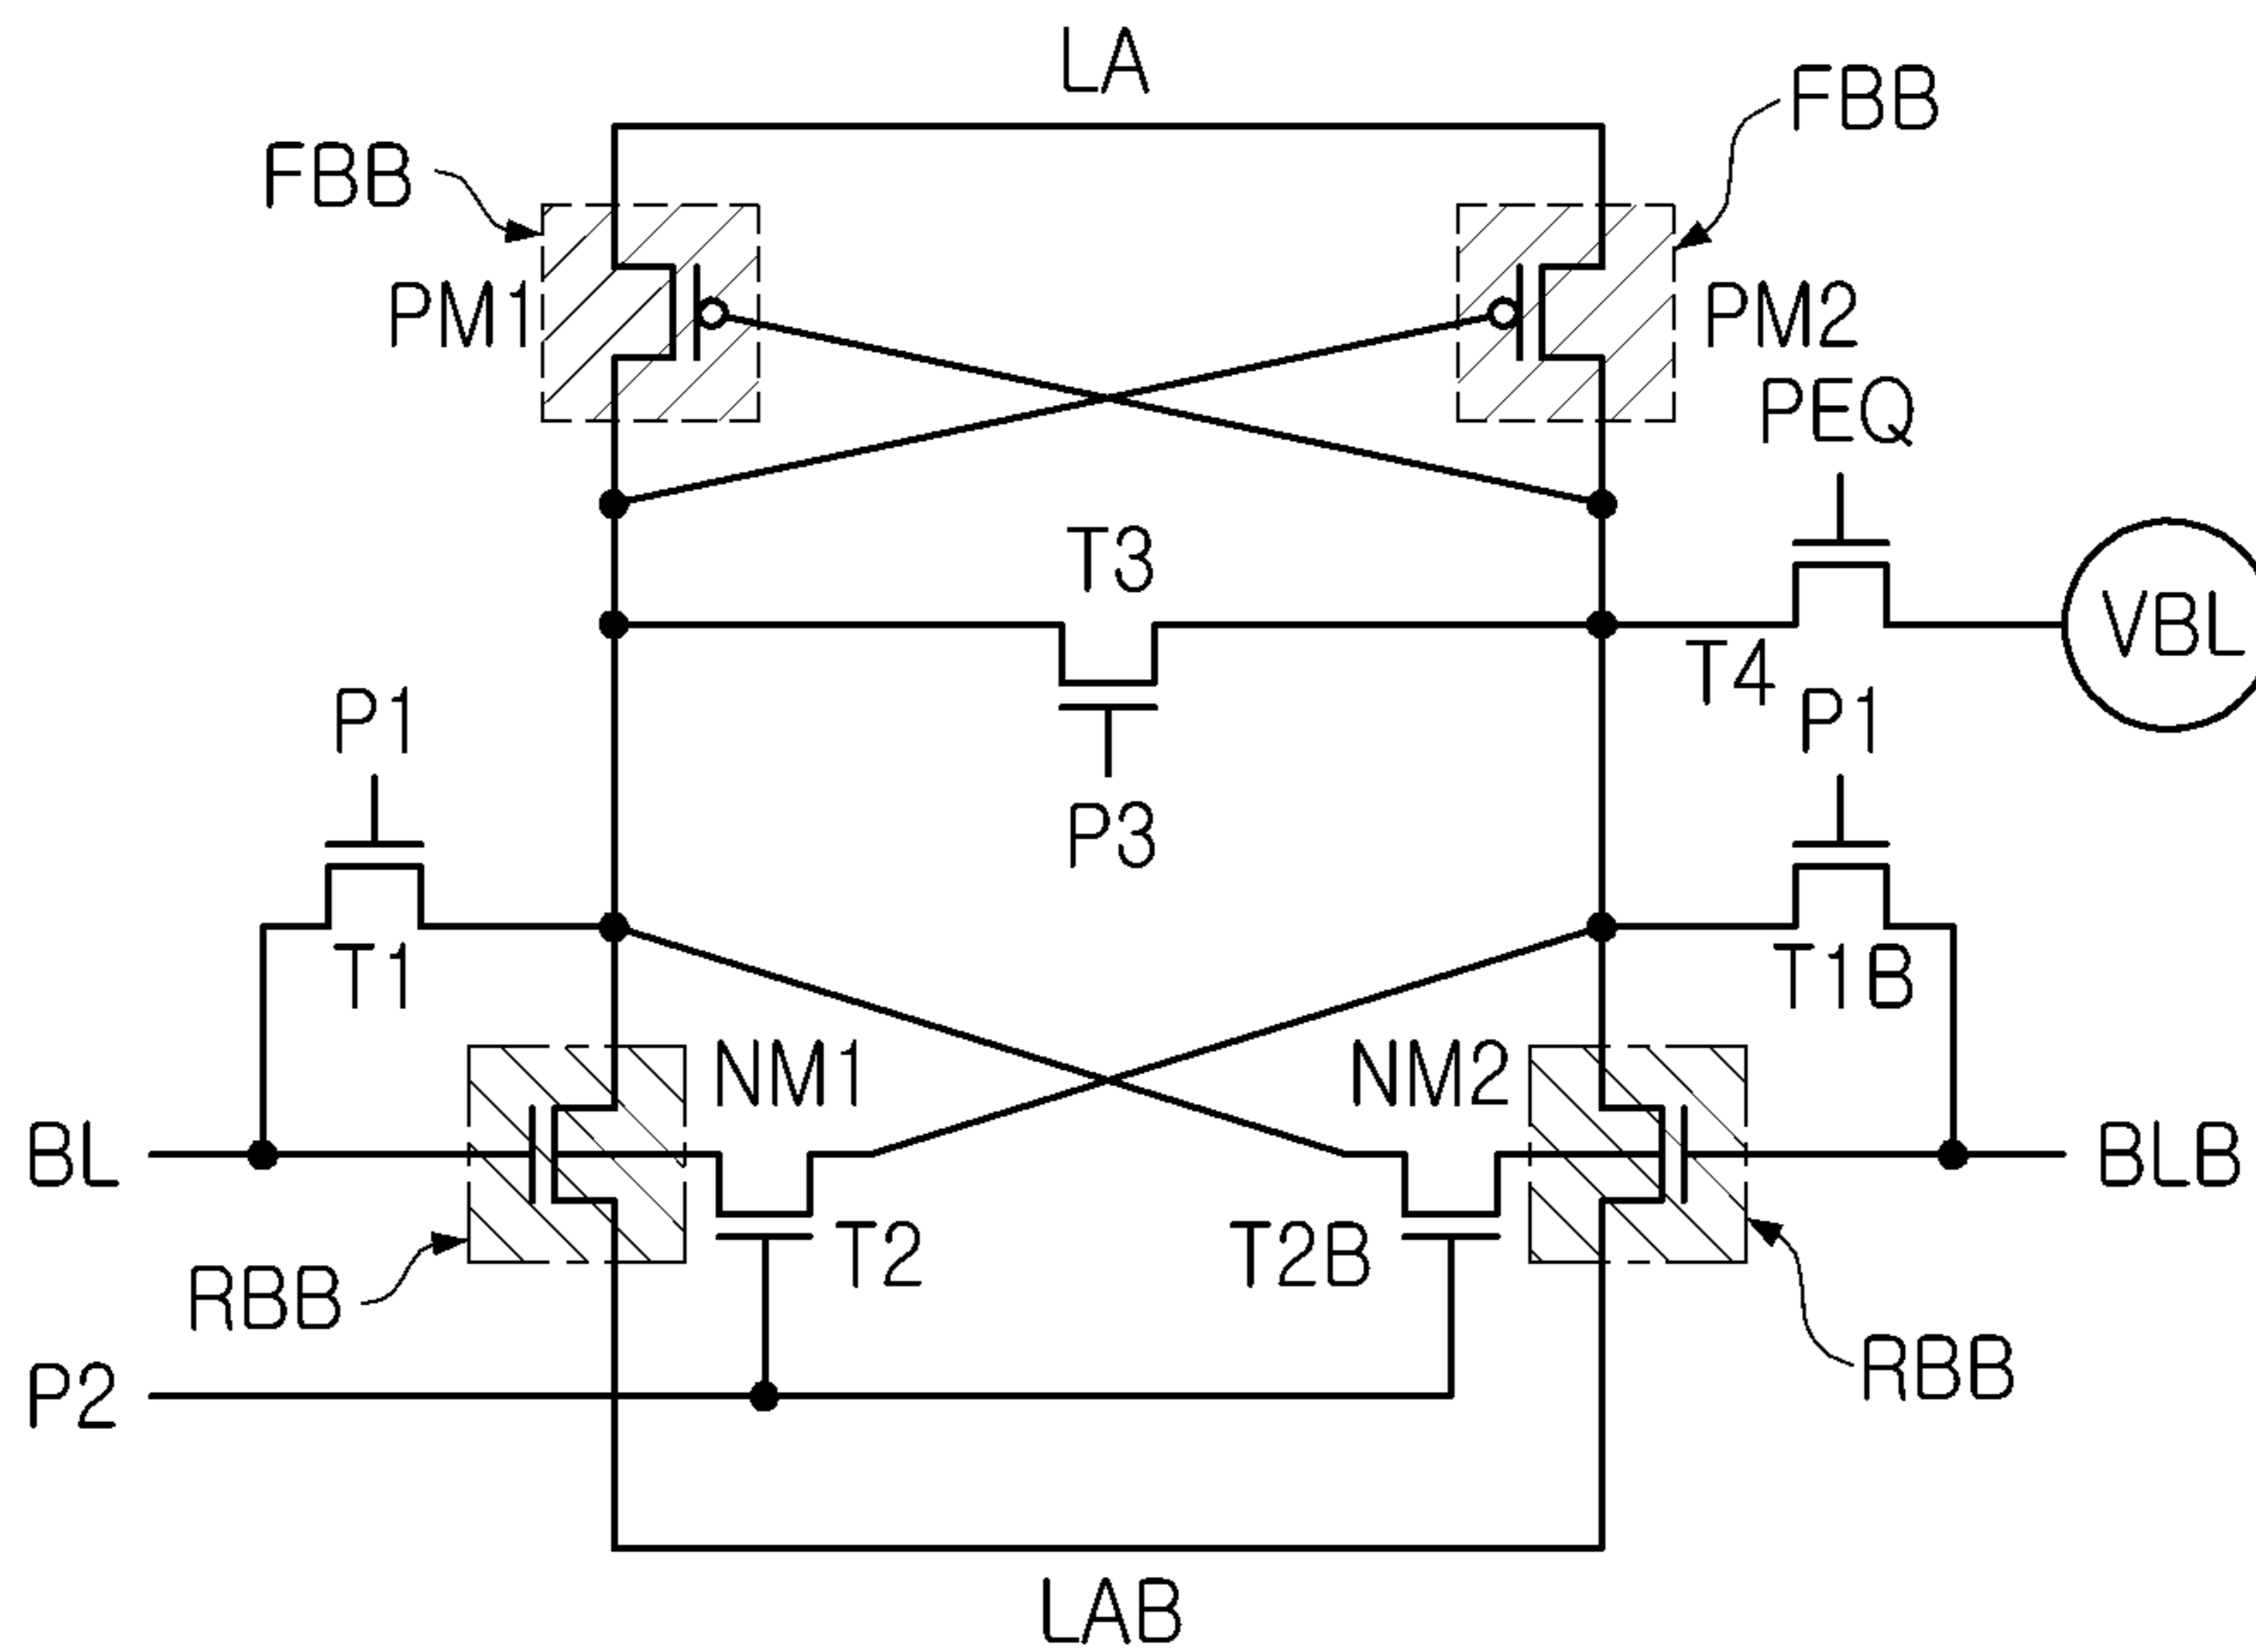 LA
FBB
FBB
PM1
PM2
PEQ
T3
VBL
T4
P1
P1
P3
T1
T1B
NM1
NM2
BL
BLB
T2
T2B
RBB
RBB
P2
LAB